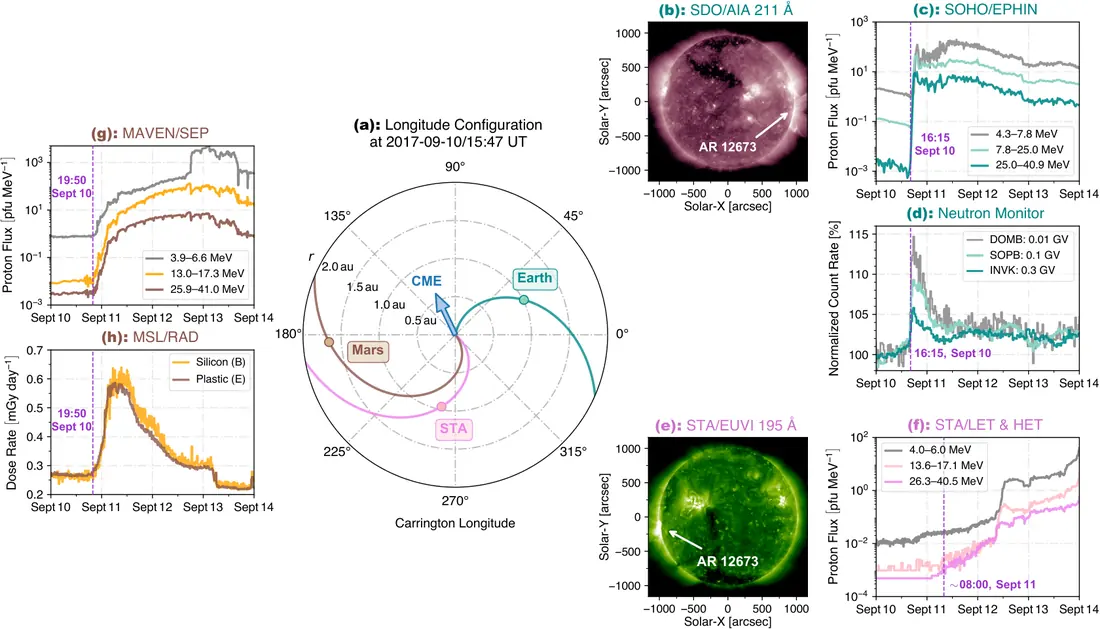 (g): MAVEN/SEP
Proton Flux [pfu MeV⁻¹]
10³
10¹
10⁻¹
10⁻³
19:50
Sept 10
3.9–6.6 MeV
13.0–17.3 MeV
25.9–41.0 MeV
Sept 10 Sept 11 Sept 12 Sept 13 Sept 14
(h): MSL/RAD
Dose Rate [mGy day⁻¹]
0.7
0.6
0.5
0.4
0.3
0.2
Silicon (B)
Plastic (E)
19:50
Sept 10
Sept 10 Sept 11 Sept 12 Sept 13 Sept 14
(a): Longitude Configuration
at 2017-09-10/15:47 UT
90°
135° 45°
r
2.0 au
1.5 au
1.0 au
0.5 au
CME
Earth
180° 0°
Mars
STA
225° 315°
270°
Carrington Longitude
(b): SDO/AIA 211 Å
Solar-Y [arcsec]
1000
500
0
−500
−1000
AR 12673
−1000 −500 0 500 1000
Solar-X [arcsec]
(c): SOHO/EPHIN
Proton Flux [pfu MeV⁻¹]
10³
10¹
10⁻¹
10⁻³
16:15
Sept 10
4.3–7.8 MeV
7.8–25.0 MeV
25.0–40.9 MeV
Sept 10 Sept 11 Sept 12 Sept 13 Sept 14
(d): Neutron Monitor
Normalized Count Rate [%]
115
110
105
100
DOMB: 0.01 GV
SOPB: 0.1 GV
INVK: 0.3 GV
16:15, Sept 10
Sept 10 Sept 11 Sept 12 Sept 13 Sept 14
(e): STA/EUVI 195 Å
Solar-Y [arcsec]
1000
500
0
−500
−1000
AR 12673
−1000 −500 0 500 1000
Solar-X [arcsec]
(f): STA/LET & HET
Proton Flux [pfu MeV⁻¹]
10²
10⁰
10⁻²
10⁻⁴
4.0–6.0 MeV
13.6–17.1 MeV
26.3–40.5 MeV
~08:00, Sept 11
Sept 10 Sept 11 Sept 12 Sept 13 Sept 14